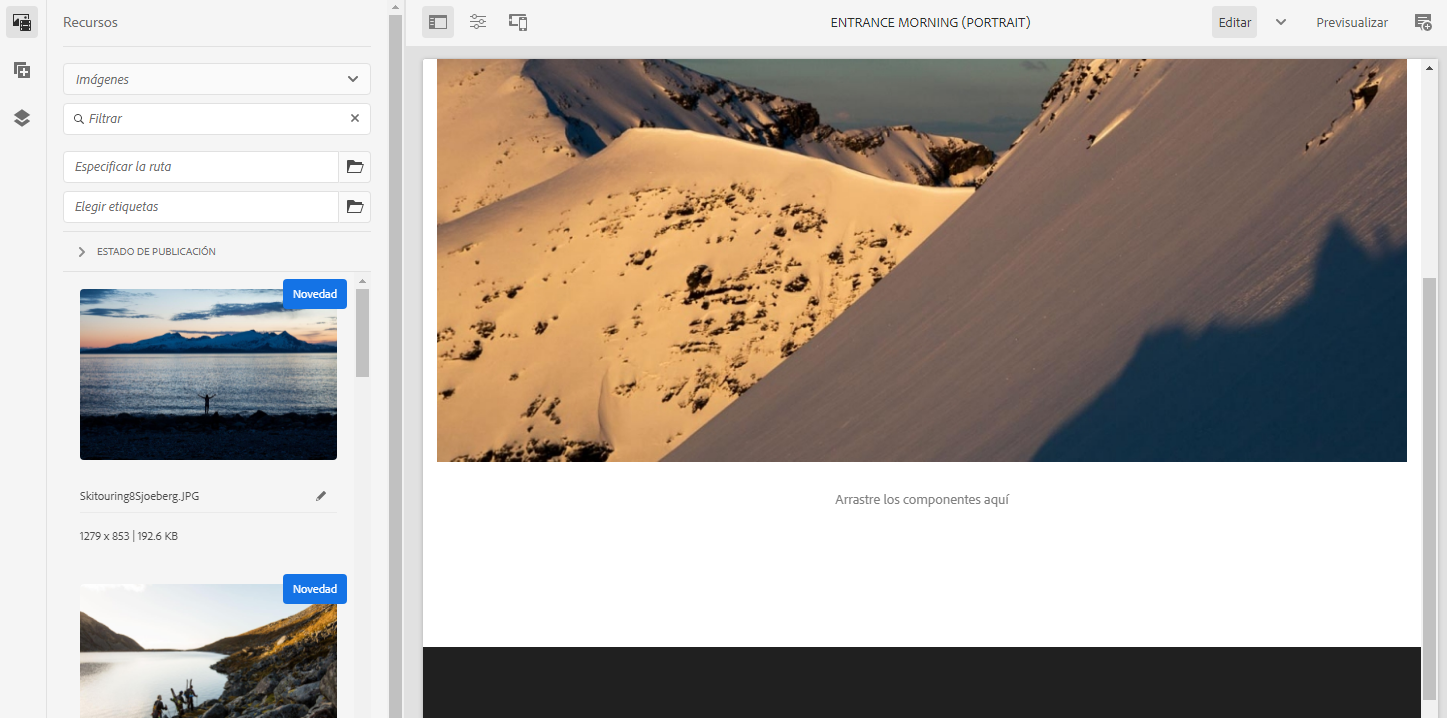 Recursos
Imágenes
Filtrar
Especificar la ruta
Elegir etiquetas
ESTADO DE PUBLICACIÓN
Novedad
Skitouring8Sjoeberg.JPG
1279 x 853 | 192.6 KB
Novedad
ENTRANCE MORNING (PORTRAIT)
Editar
Previsualizar
Arrastre los componentes aquí